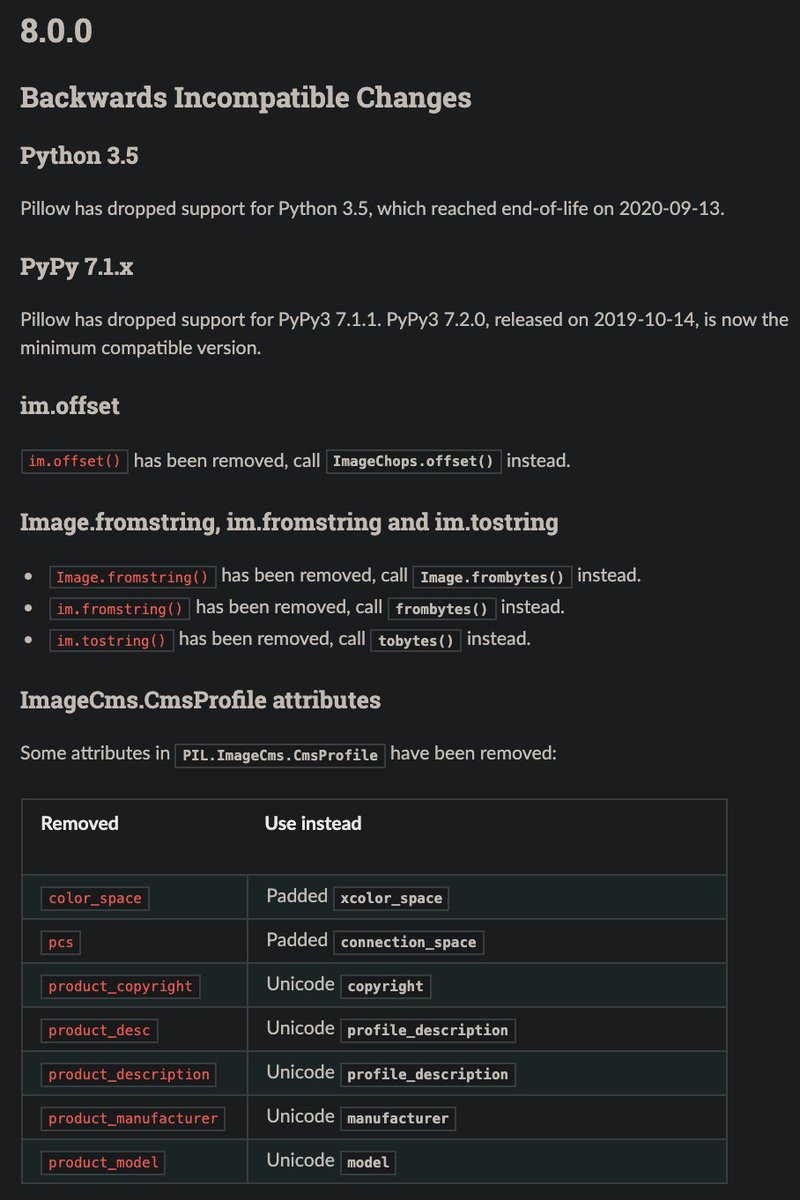 8.0.0
Backwards Incompatible Changes
Python 3.5
Pillow has dropped support for Python 3.5, which reached end-of-life on 2020-09-13.
PyPy 7.1.x
Pillow has dropped support for PyPy3 7.1.1. PyPy3 7.2.0, released on 2019-10-14, is now the
minimum compatible version.
im.offset
im.offset() has been removed, call ImageChops.offset() instead.
Image.fromstring, im.fromstring and im.tostring
• Image.fromstring() has been removed, call Image.frombytes() instead.
• im.fromstring() has been removed, call frombytes() instead.
• im.tostring() has been removed, call tobytes() instead.
ImageCms.CmsProfile attributes
Some attributes in PIL.ImageCms.CmsProfile have been removed:
Removed Use instead
color_space Padded xcolor_space
pcs Padded connection_space
product_copyright Unicode copyright
product_desc Unicode profile_description
product_description Unicode profile_description
product_manufacturer Unicode manufacturer
product_model Unicode model